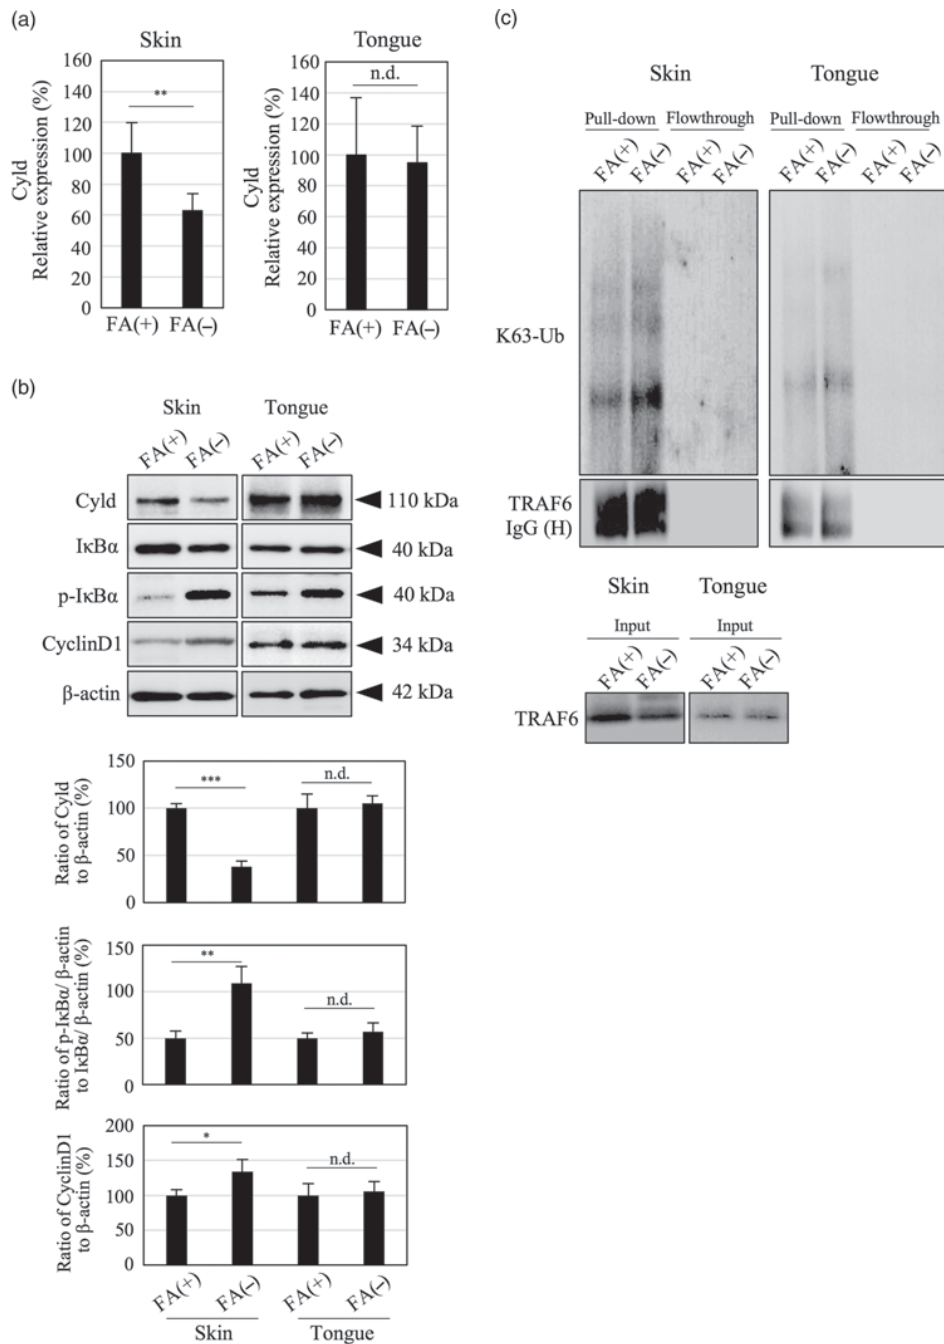 (a)
Skin
Cyld
Relative expression (%)
160
140
120
100
80
60
40
20
0
**
FA(+) FA(–)
Tongue
Cyld
Relative expression (%)
160
140
120
100
80
60
40
20
0
n.d.
FA(+) FA(–)
(b)
Skin Tongue
FA(+) FA(–) FA(+) FA(–)
Cyld 110 kDa
IκBα 40 kDa
p-IκBα 40 kDa
CyclinD1 34 kDa
β-actin 42 kDa
Ratio of Cyld
to β-actin (%)
150
100
50
0
*** n.d.
Ratio of p-IκBα/ β-actin
to IκBα/ β-actin (%)
150
100
50
0
** n.d.
Ratio of CyclinD1
to β-actin (%)
200
150
100
50
0
* n.d.
FA(+) FA(–) FA(+) FA(–)
Skin Tongue
(c)
Skin Tongue
Pull-down Flowthrough Pull-down Flowthrough
FA(+) FA(–) FA(+) FA(–) FA(+) FA(–) FA(+) FA(–)
K63-Ub
TRAF6
IgG (H)
Skin Tongue
Input Input
FA(+) FA(–) FA(+) FA(–)
TRAF6